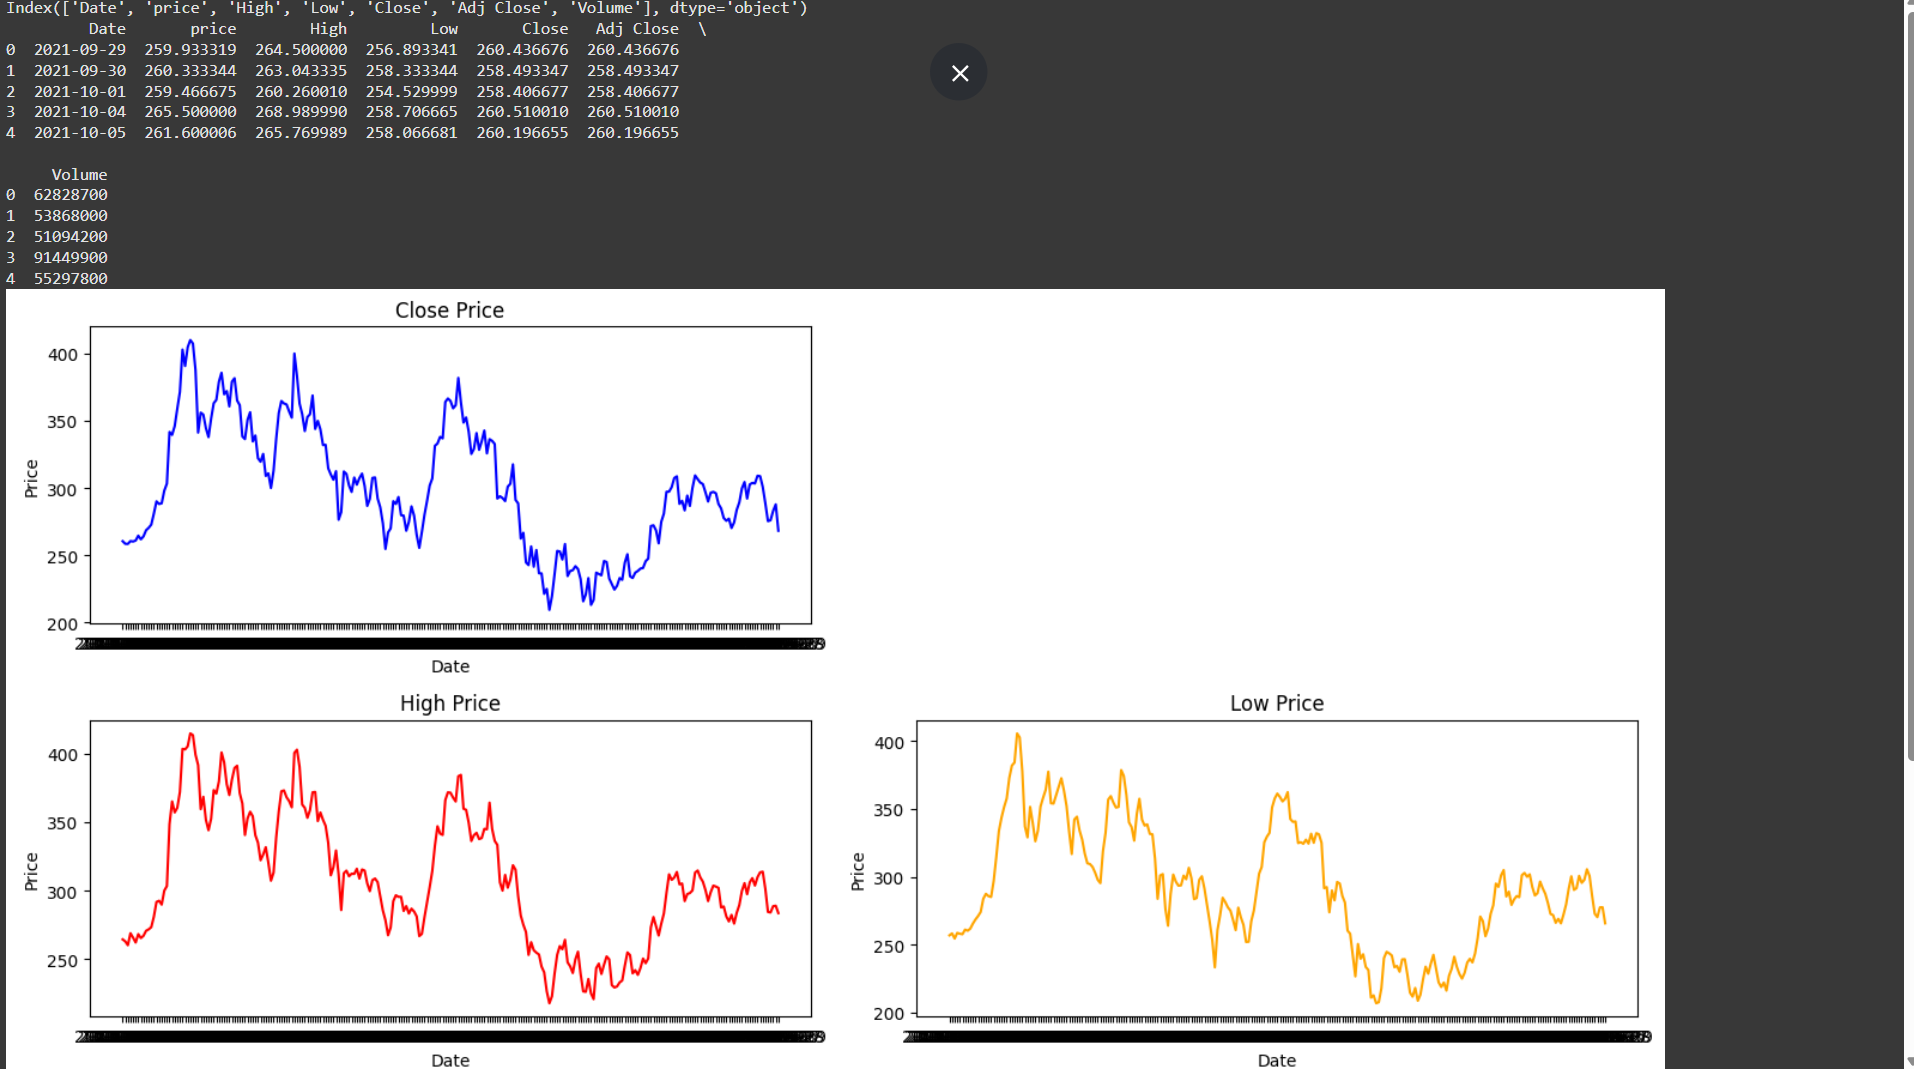 Index(['Date', 'price', 'High', 'Low', 'Close', 'Adj Close', 'Volume'], dtype='object')
Date price High Low Close Adj Close \
0 2021-09-29 259.933319 264.500000 256.893341 260.436676 260.436676
1 2021-09-30 260.333344 263.043335 258.333344 258.493347 258.493347
2 2021-10-01 259.466675 260.260010 254.529999 258.406677 258.406677
3 2021-10-04 265.500000 268.989990 258.706665 260.510010 260.510010
4 2021-10-05 261.600006 265.769989 258.066681 260.196655 260.196655
Volume
0 62828700
1 53868000
2 51094200
3 91449900
4 55297800
Close Price
400
350
300
250
200
Price
Date
High Price
400
350
300
250
Price
Date
Low Price
400
350
300
250
200
Price
Date